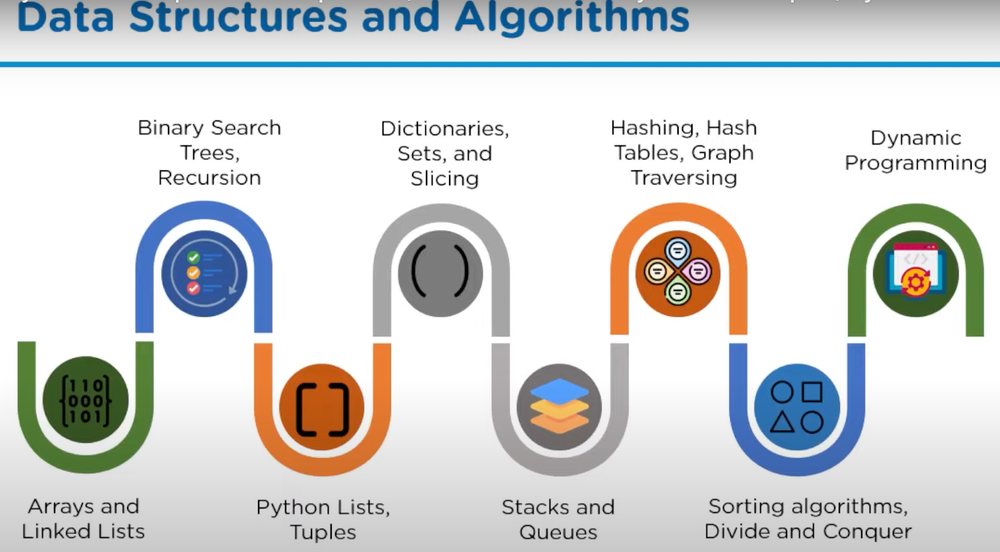 Data Structures and Algorithms
Binary Search
Trees,
Recursion
Dictionaries,
Sets, and
Slicing
Hashing, Hash
Tables, Graph
Traversing
Dynamic
Programming
</>
{110
000
101}
[ ]
( )
Arrays and
Linked Lists
Python Lists,
Tuples
Stacks and
Queues
Sorting algorithms,
Divide and Conquer